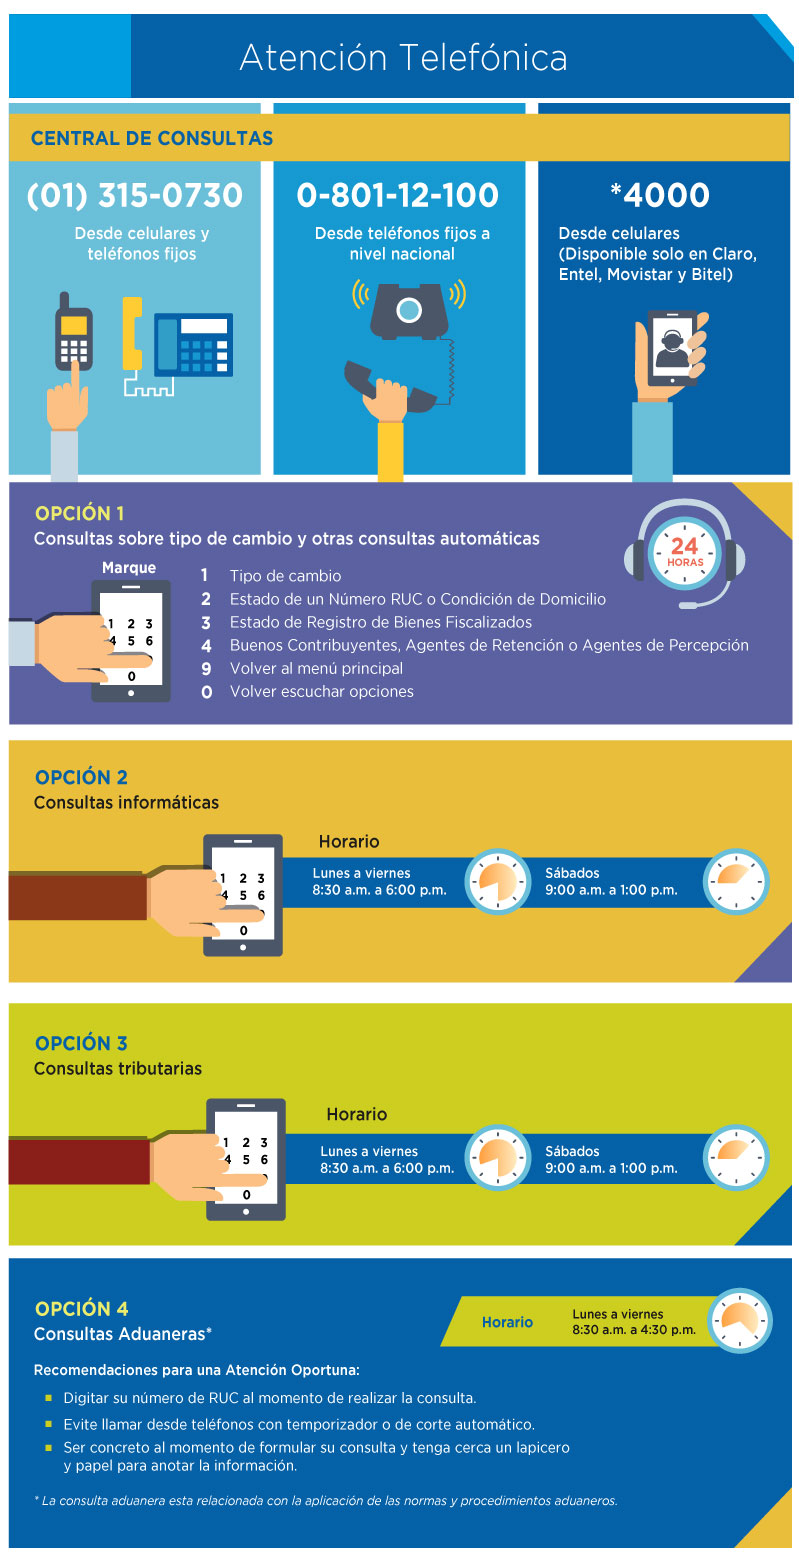 Atención Telefónica
CENTRAL DE CONSULTAS
(01) 315-0730
Desde celulares y
teléfonos fijos
0-801-12-100
Desde teléfonos fijos a
nivel nacional
*4000
Desde celulares
(Disponible solo en Claro,
Entel, Movistar y Bitel)
OPCIÓN 1
Consultas sobre tipo de cambio y otras consultas automáticas
24
HORAS
Marque
1 2 3
4 5 6
0
1 Tipo de cambio
2 Estado de un Número RUC o Condición de Domicilio
3 Estado de Registro de Bienes Fiscalizados
4 Buenos Contribuyentes, Agentes de Retención o Agentes de Percepción
9 Volver al menú principal
0 Volver escuchar opciones
OPCIÓN 2
Consultas informáticas
1 2 3
4 5 6
0
Horario
Lunes a viernes
8:30 a.m. a 6:00 p.m.
Sábados
9:00 a.m. a 1:00 p.m.
OPCIÓN 3
Consultas tributarias
1 2 3
4 5 6
0
Horario
Lunes a viernes
8:30 a.m. a 6:00 p.m.
Sábados
9:00 a.m. a 1:00 p.m.
OPCIÓN 4
Consultas Aduaneras*
Horario
Lunes a viernes
8:30 a.m. a 4:30 p.m.
Recomendaciones para una Atención Oportuna:
Digitar su número de RUC al momento de realizar la consulta.
Evite llamar desde teléfonos con temporizador o de corte automático.
Ser concreto al momento de formular su consulta y tenga cerca un lapicero
y papel para anotar la información.
* La consulta aduanera esta relacionada con la aplicación de las normas y procedimientos aduaneros.